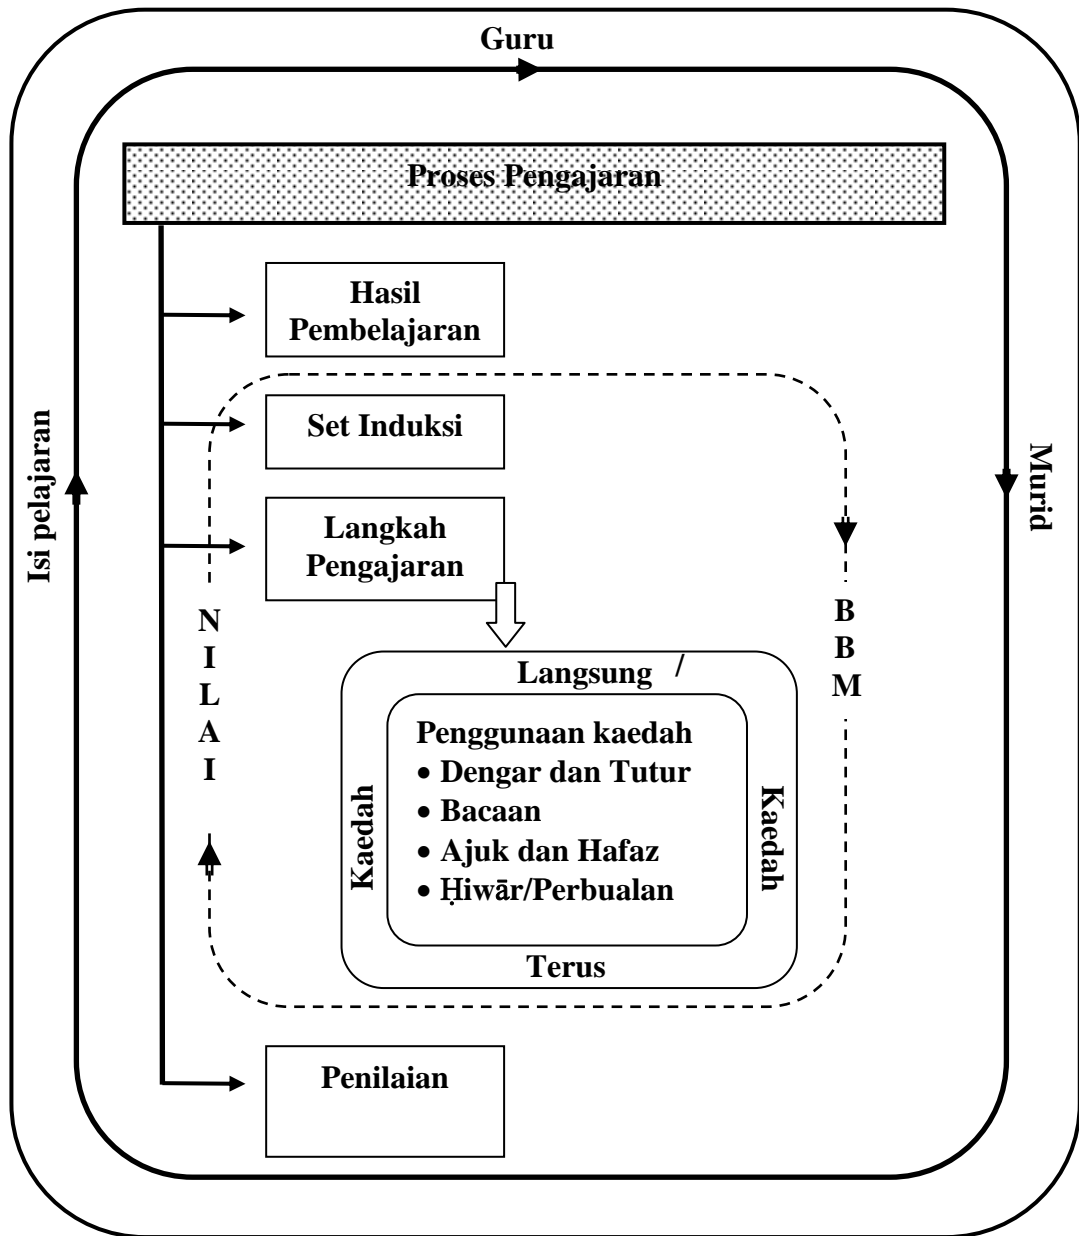 Guru
Proses Pengajaran
Hasil
Pembelajaran
Set Induksi
Langkah
Pengajaran
Isi pelajaran
Murid
N
I
L
A
I
B
B
M
Langsung /
Kaedah
Penggunaan kaedah
• Dengar dan Tutur
• Bacaan
• Ajuk dan Hafaz
• Ḥiwār/Perbualan
Kaedah
Terus
Penilaian